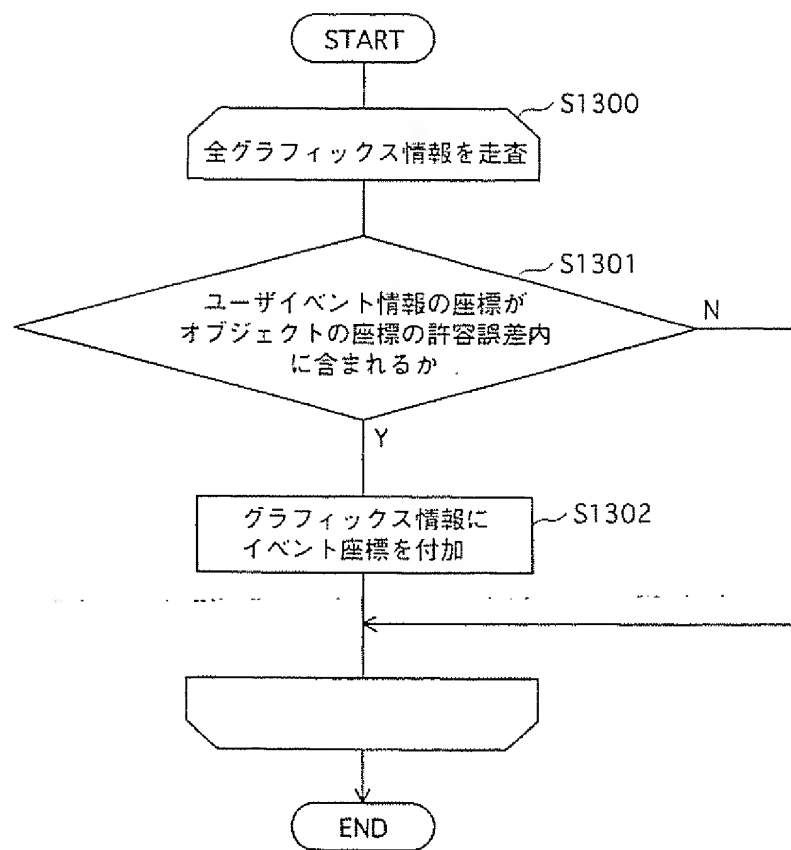 START
S1300
全グラフィックス情報を走査
S1301
ユーザイベント情報の座標が
オブジェクトの座標の許容誤差内
に含まれるか
N
Y
グラフィックス情報に
イベント座標を付加
S1302
END